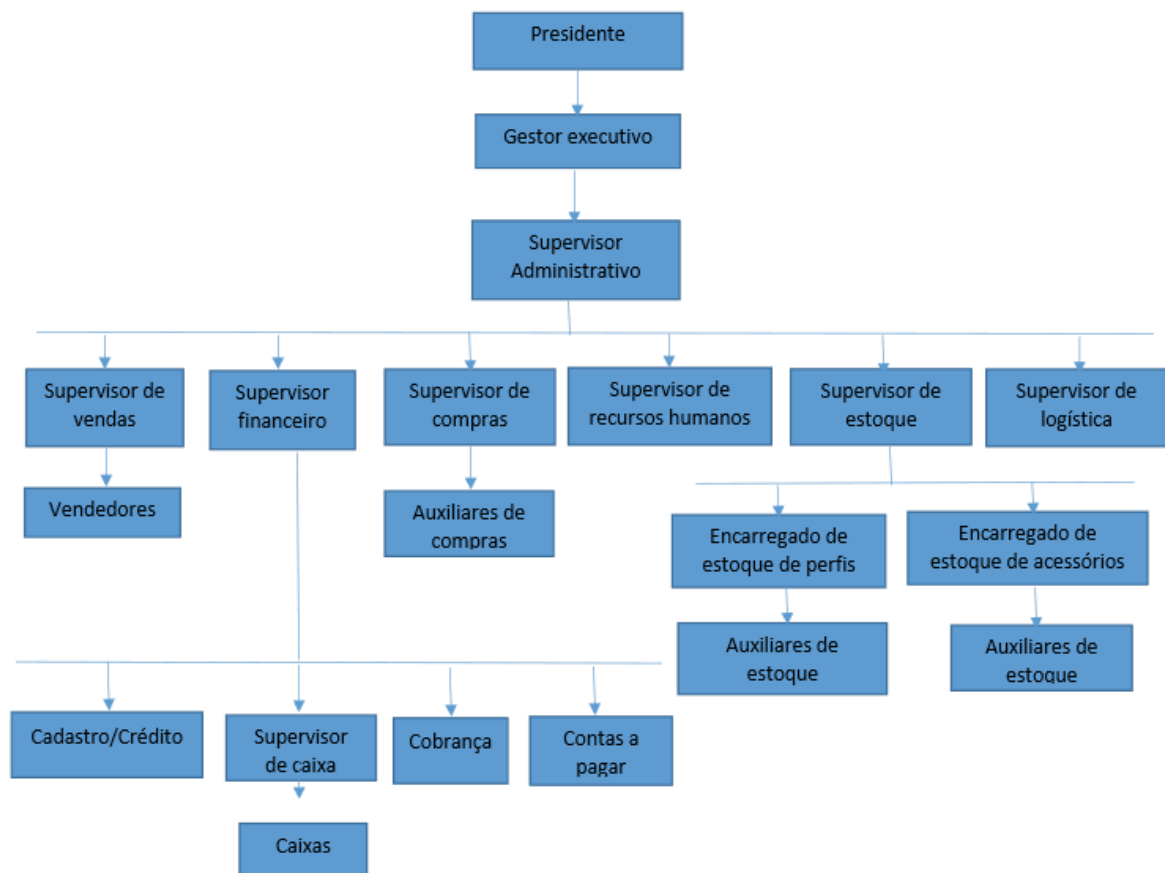 Presidente
Gestor executivo
Supervisor
Administrativo
Supervisor de
vendas
Supervisor
financeiro
Supervisor de
compras
Supervisor de
recursos humanos
Supervisor de
estoque
Supervisor de
logística
Vendedores
Auxiliares de
compras
Encarregado de
estoque de perfis
Encarregado de
estoque de acessórios
Auxiliares de
estoque
Auxiliares de
estoque
Cadastro/Crédito
Supervisor
de caixa
Cobrança
Contas a
pagar
Caixas